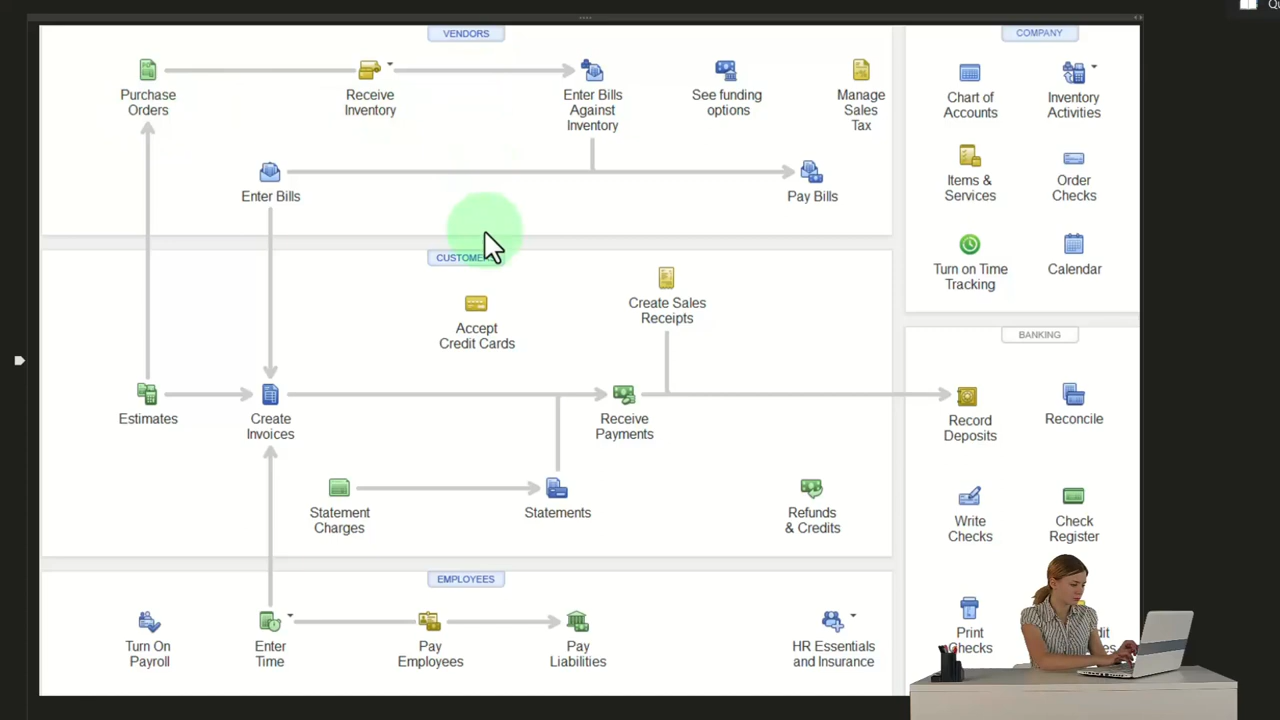 Qu
VENDORS
COMPANY
Purchase
Orders
Receive
Inventory
Enter Bills
Against
Inventory
See funding
options
Manage
Sales
Tax
Chart of
Accounts
Inventory
Activities
Enter Bills
Pay Bills
Items &
Services
Order
Checks
Turn on Time
Tracking
Calendar
Accept
Credit Cards
Create Sales
Receipts
BANKING
Estimates
Create
Invoices
Receive
Payments
Record
Deposits
Reconcile
Statement
Charges
Statements
Refunds
& Credits
Write
Checks
Check
Register
EMPLOYEES
Turn On
Payroll
Enter
Time
Pay
Employees
Pay
Liabilities
HR Essentials
and Insurance
Print